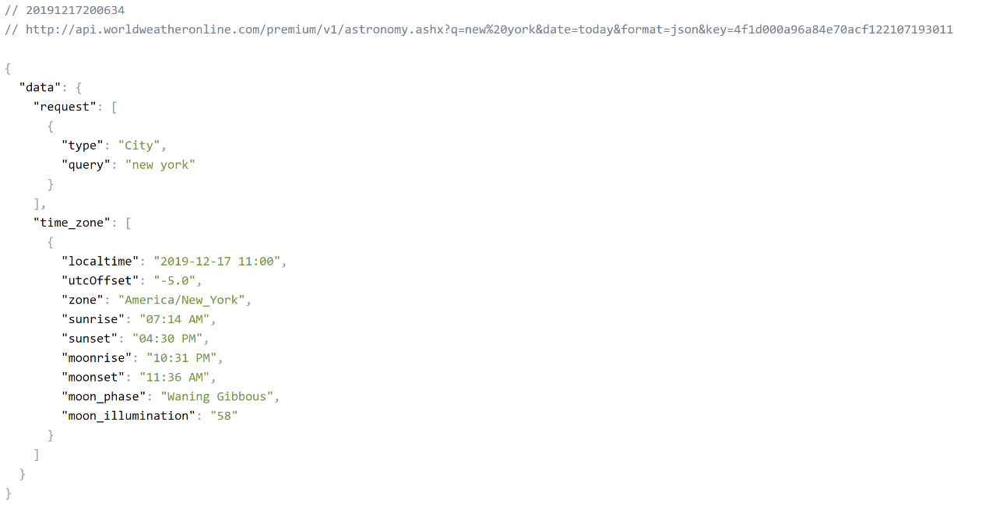 // 20191217200634
// http://api.worldweatheronline.com/premium/v1/astronomy.ashx?q=new%20york&date=today&format=json&key=4f1d000a96a84e70acf122107193011

{
  "data": {
    "request": [
      {
        "type": "City",
        "query": "new york"
      }
    ],
    "time_zone": [
      {
        "localtime": "2019-12-17 11:00",
        "utcOffset": "-5.0",
        "zone": "America/New_York",
        "sunrise": "07:14 AM",
        "sunset": "04:30 PM",
        "moonrise": "10:31 PM",
        "moonset": "11:36 AM",
        "moon_phase": "Waning Gibbous",
        "moon_illumination": "58"
      }
    ]
  }
}